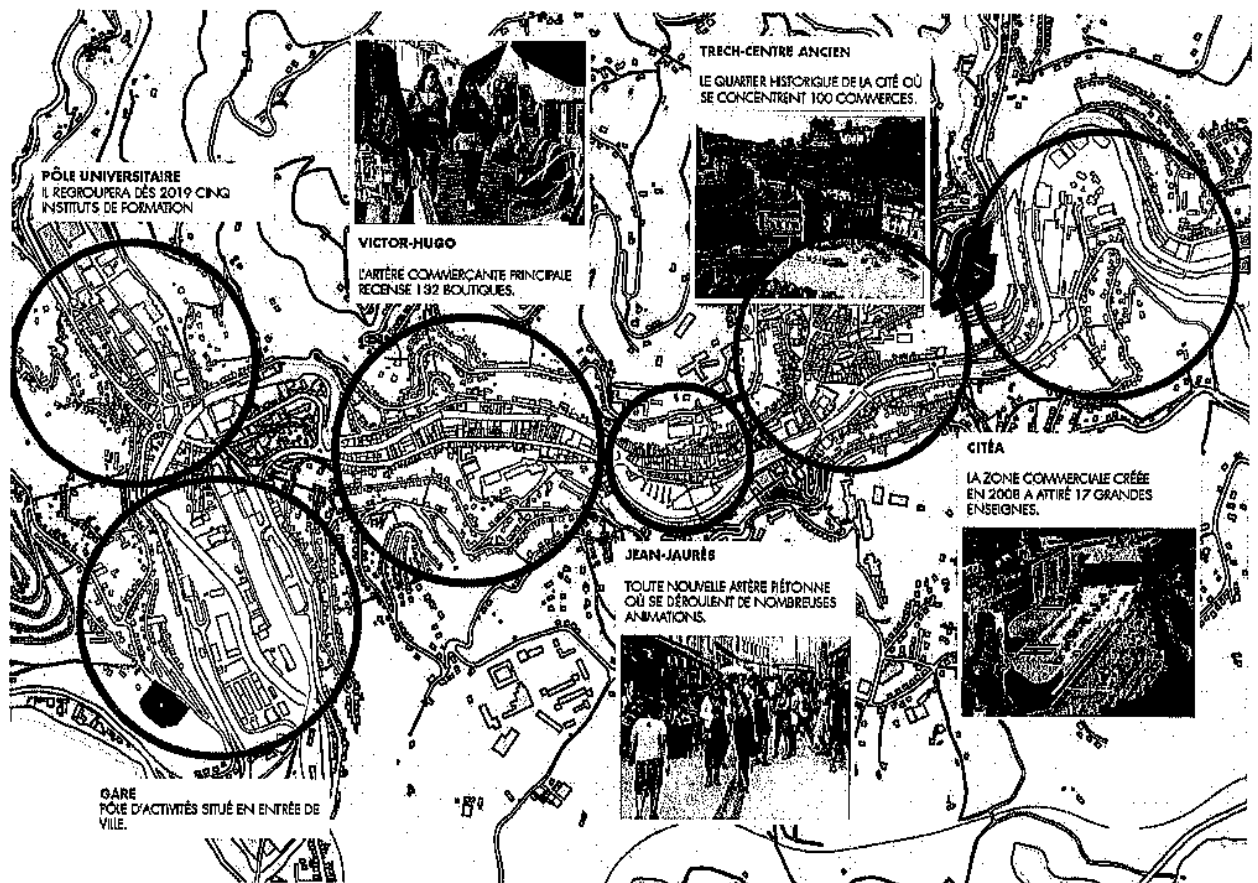 TRECH-CENTRE ANCIEN
LE QUARTIER HISTORIQUE DE LA CITÉ OÙ
SE CONCENTRENT 100 COMMERCES.
PÔLE UNIVERSITAIRE
IL REGROUPERA DÈS 2019 CINQ
INSTITUTS DE FORMATION
VICTOR-HUGO
L'ARTÈRE COMMERÇANTE PRINCIPALE
RECENSE 132 BOUTIQUES.
CITÉA
LA ZONE COMMERCIALE CRÉÉE
EN 2008 A ATTIRÉ 17 GRANDES
ENSEIGNES.
JEAN-JAURÈS
TOUTE NOUVELLE ARTÈRE PIÉTONNE
OÙ SE DÉROULENT DE NOMBREUSES
ANIMATIONS.
GARE
PÔLE D'ACTIVITÉS SITUÉ EN ENTRÉE DE
VILLE.